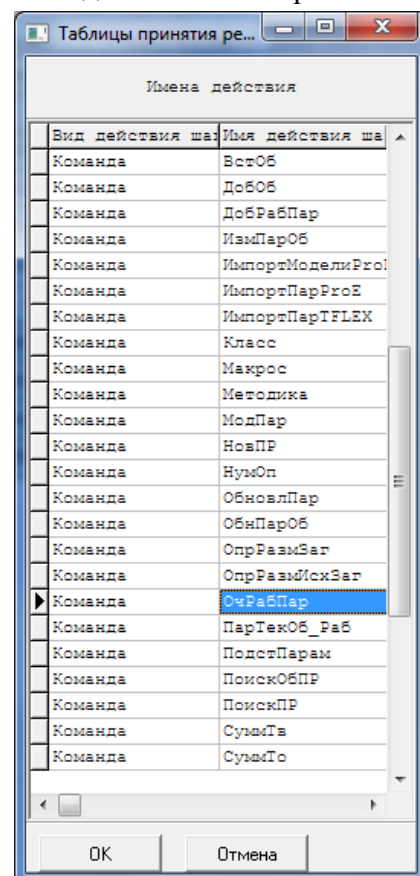 Таблицы принятия ре...
Имена действия
Вид действия ша Имя действия ша
Команда ВстОб
Команда ДобОб
Команда ДобРабПар
Команда ИзмПарОб
Команда ИмпортМоделиPro
Команда ИмпортПарProE
Команда ИмпортПарTFLEX
Команда Класс
Команда Макрос
Команда Методика
Команда МодПар
Команда НовПР
Команда НумОп
Команда ОбновлПар
Команда ОбнПарОб
Команда ОпрРазмЗаг
Команда ОпрРазмИсхЗаг
Команда ОчРабПар
Команда ПарТекОб_Раб
Команда ПодстПарам
Команда ПоискОбПР
Команда ПоискПР
Команда СуммТв
Команда СуммТо
OK Отмена